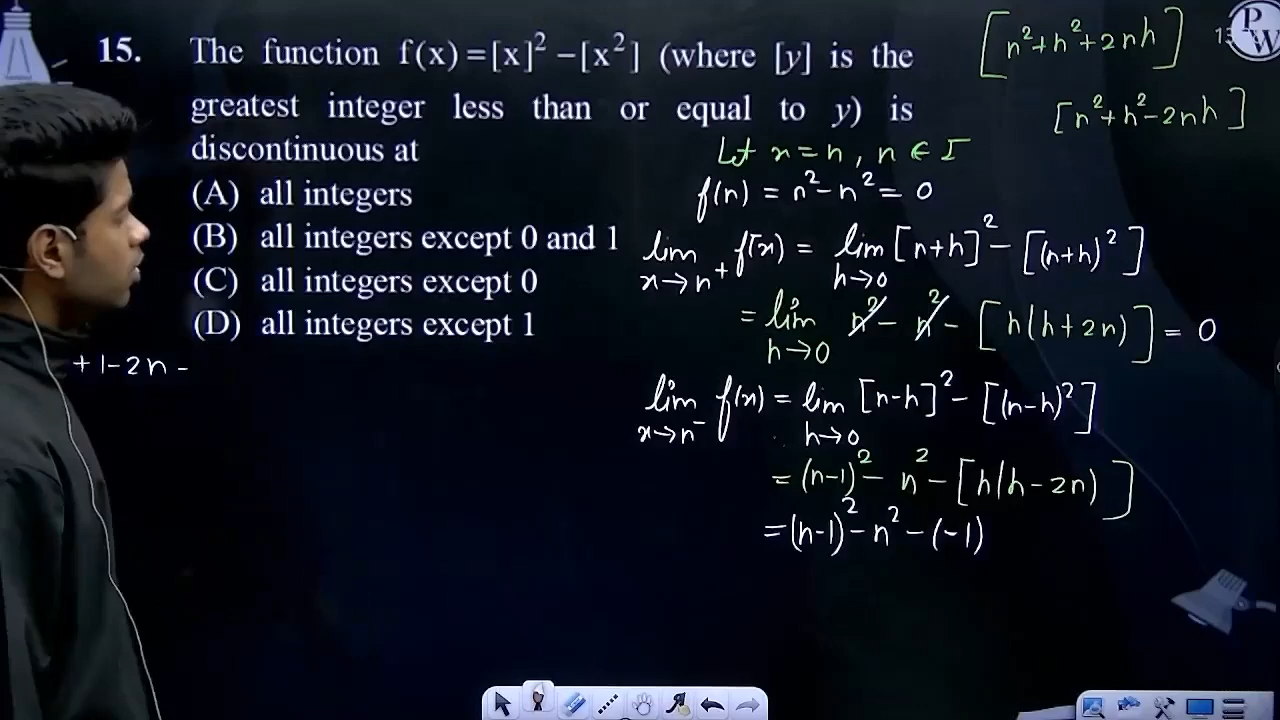 15. The function f(x) = [x]² − [x²] (where [y] is the
greatest integer less than or equal to y) is
discontinuous at
(A) all integers
(B) all integers except 0 and 1
(C) all integers except 0
(D) all integers except 1
+1-2n-
[n²+h²+2nh]
PW
[n²+h²-2nh]
Let x=n, n ∈ I
f(n) = n²-n² = 0
lim x→n⁺ f(x) = lim h→0 [n+h]² - [(n+h)²]
= lim h→0 n² - n² - [h(h+2n)] = 0
lim x→n⁻ f(x) = lim h→0 [n-h]² - [(n-h)²]
= (n-1)² - n² - [h(h-2n)]
= (n-1)² - n² - (-1)